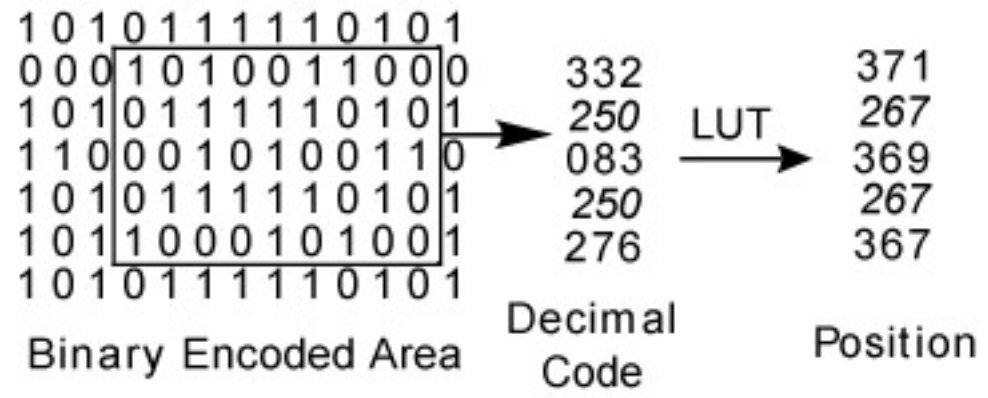 1 0 1 0 1 1 1 1 1 0 1 0 1
0 0 0 1 0 1 0 0 1 1 0 0 0
1 0 1 0 1 1 1 1 1 0 1 0 1
1 1 0 0 0 1 0 1 0 0 1 1 0
1 0 1 0 1 1 1 1 1 0 1 0 1
1 0 1 1 0 0 0 1 0 1 0 0 1
1 0 1 0 1 1 1 1 1 0 1 0 1
Binary Encoded Area
332
250
083
250
276
Decimal
Code
LUT
371
267
369
267
367
Position